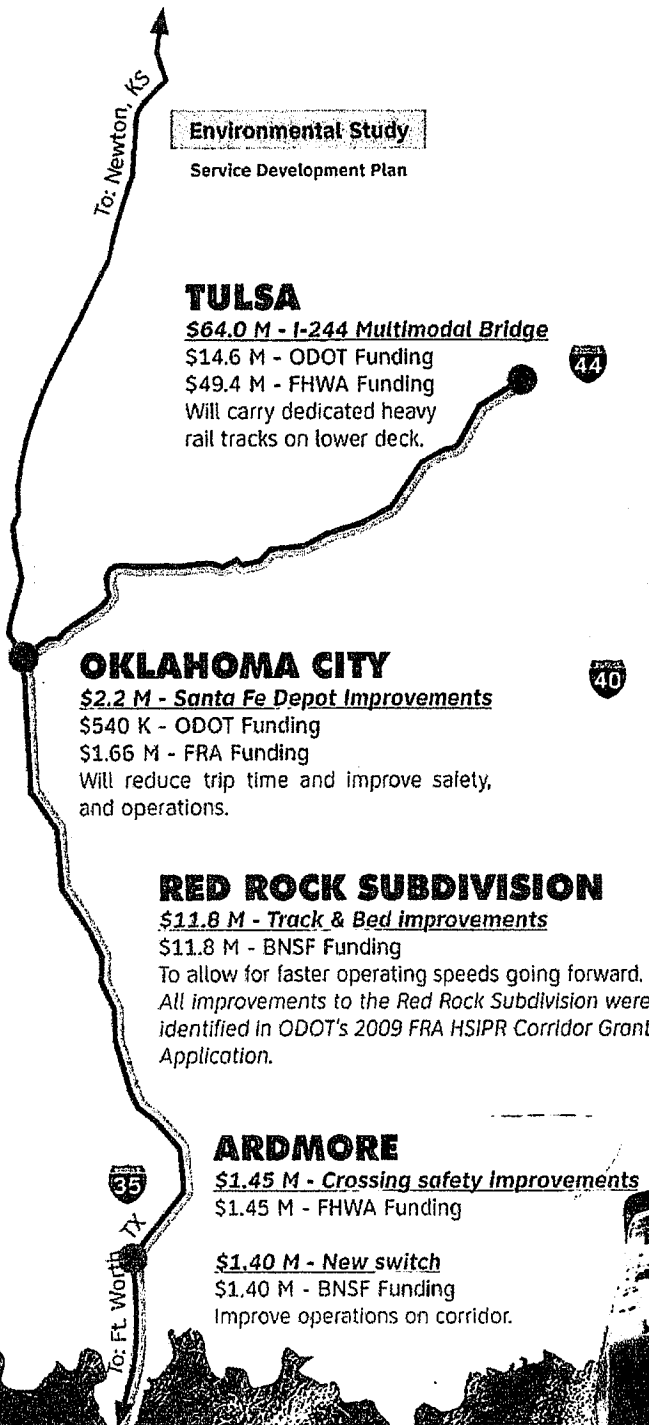 To: Newton, KS
Environmental Study
Service Development Plan
TULSA
$64.0 M - I-244 Multimodal Bridge
$14.6 M - ODOT Funding
$49.4 M - FHWA Funding
Will carry dedicated heavy
rail tracks on lower deck.
44
OKLAHOMA CITY
$2.2 M - Santa Fe Depot Improvements
$540 K - ODOT Funding
$1.66 M - FRA Funding
Will reduce trip time and improve safety,
and operations.
40
RED ROCK SUBDIVISION
$11.8 M - Track & Bed improvements
$11.8 M - BNSF Funding
To allow for faster operating speeds going forward.
All improvements to the Red Rock Subdivision were
identified in ODOT's 2009 FRA HSIPR Corridor Grant
Application.
ARDMORE
$1.45 M - Crossing safety improvements
$1.45 M - FHWA Funding
35
$1.40 M - New switch
$1.40 M - BNSF Funding
Improve operations on corridor.
To: Ft. Worth TX